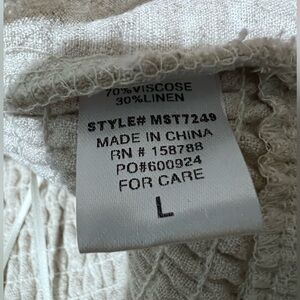 70%VISCOSE
30%LINEN
STYLE# MST7249
MADE IN CHINA
RN # 158788
PO#600924
FOR CARE
L